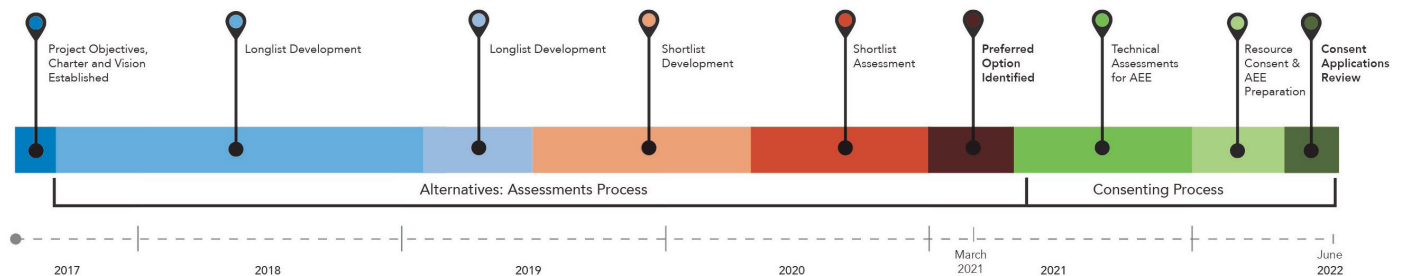 Project Objectives,
Charter and Vision
Established
Longlist Development
Longlist Development
Shortlist
Development
Shortlist
Assessment
Preferred
Option
Identified
Technical
Assessments
for AEE
Resource
Consent &
AEE
Preparation
Consent
Applications
Review
Alternatives: Assessments Process
Consenting Process
2017
2018
2019
2020
March
2021
2021
June
2022